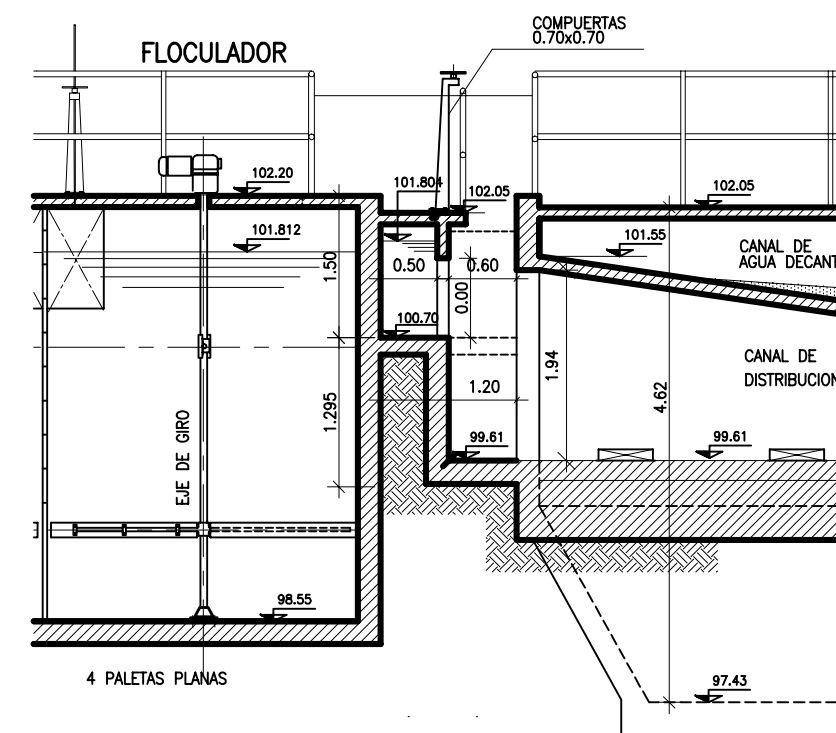 COMPUERTAS
0.70x0.70
FLOCULADOR
102.20
101.804
102.05
102.05
101.812
101.55
CANAL DE
AGUA DECANT
1.50
0.50
0.60
0.00
100.70
CANAL DE
DISTRIBUCION
1.94
4.62
1.20
1.295
EJE DE GIRO
99.61
99.61
98.55
97.43
4 PALETAS PLANAS